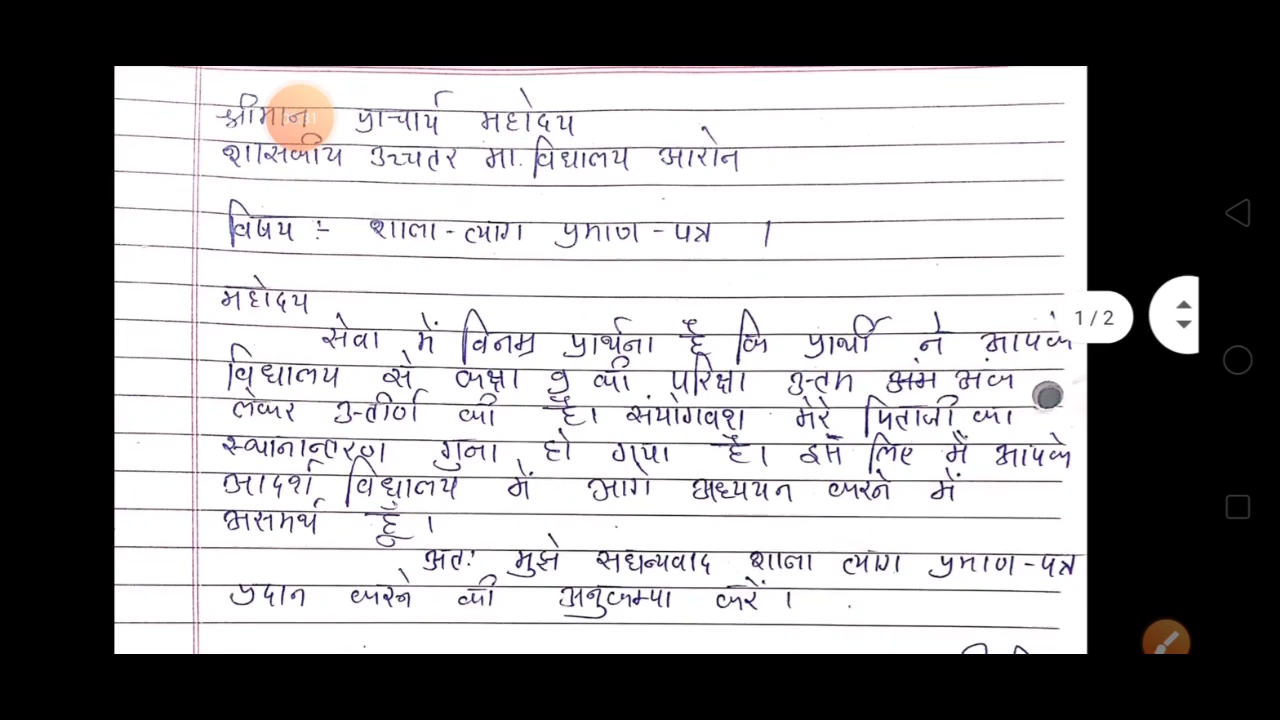 श्रीमान प्राचार्य महोदय
शासकीय उच्चतर मा. विद्यालय आरोन
विषय :- शाला-त्याग प्रमाण-पत्र ।
महोदय
सेवा में विनम्र प्रार्थना है कि प्रार्थी ने आपके
विद्यालय से कक्षा 9 वीं की परिक्षा उत्तम अंक
लेकर उत्तीर्ण की है। संयोगवश मेरे पिताजी का
स्थानान्तरण गुना हो गया है। इस लिए मैं आपके
आदर्श विद्यालय में आगे अध्ययन करने में
असमर्थ हूँ ।
अतः मुझे सधन्यवाद शाला त्याग प्रमाण-पत्र
प्रदान करने की अनुकम्पा करें ।
1/2